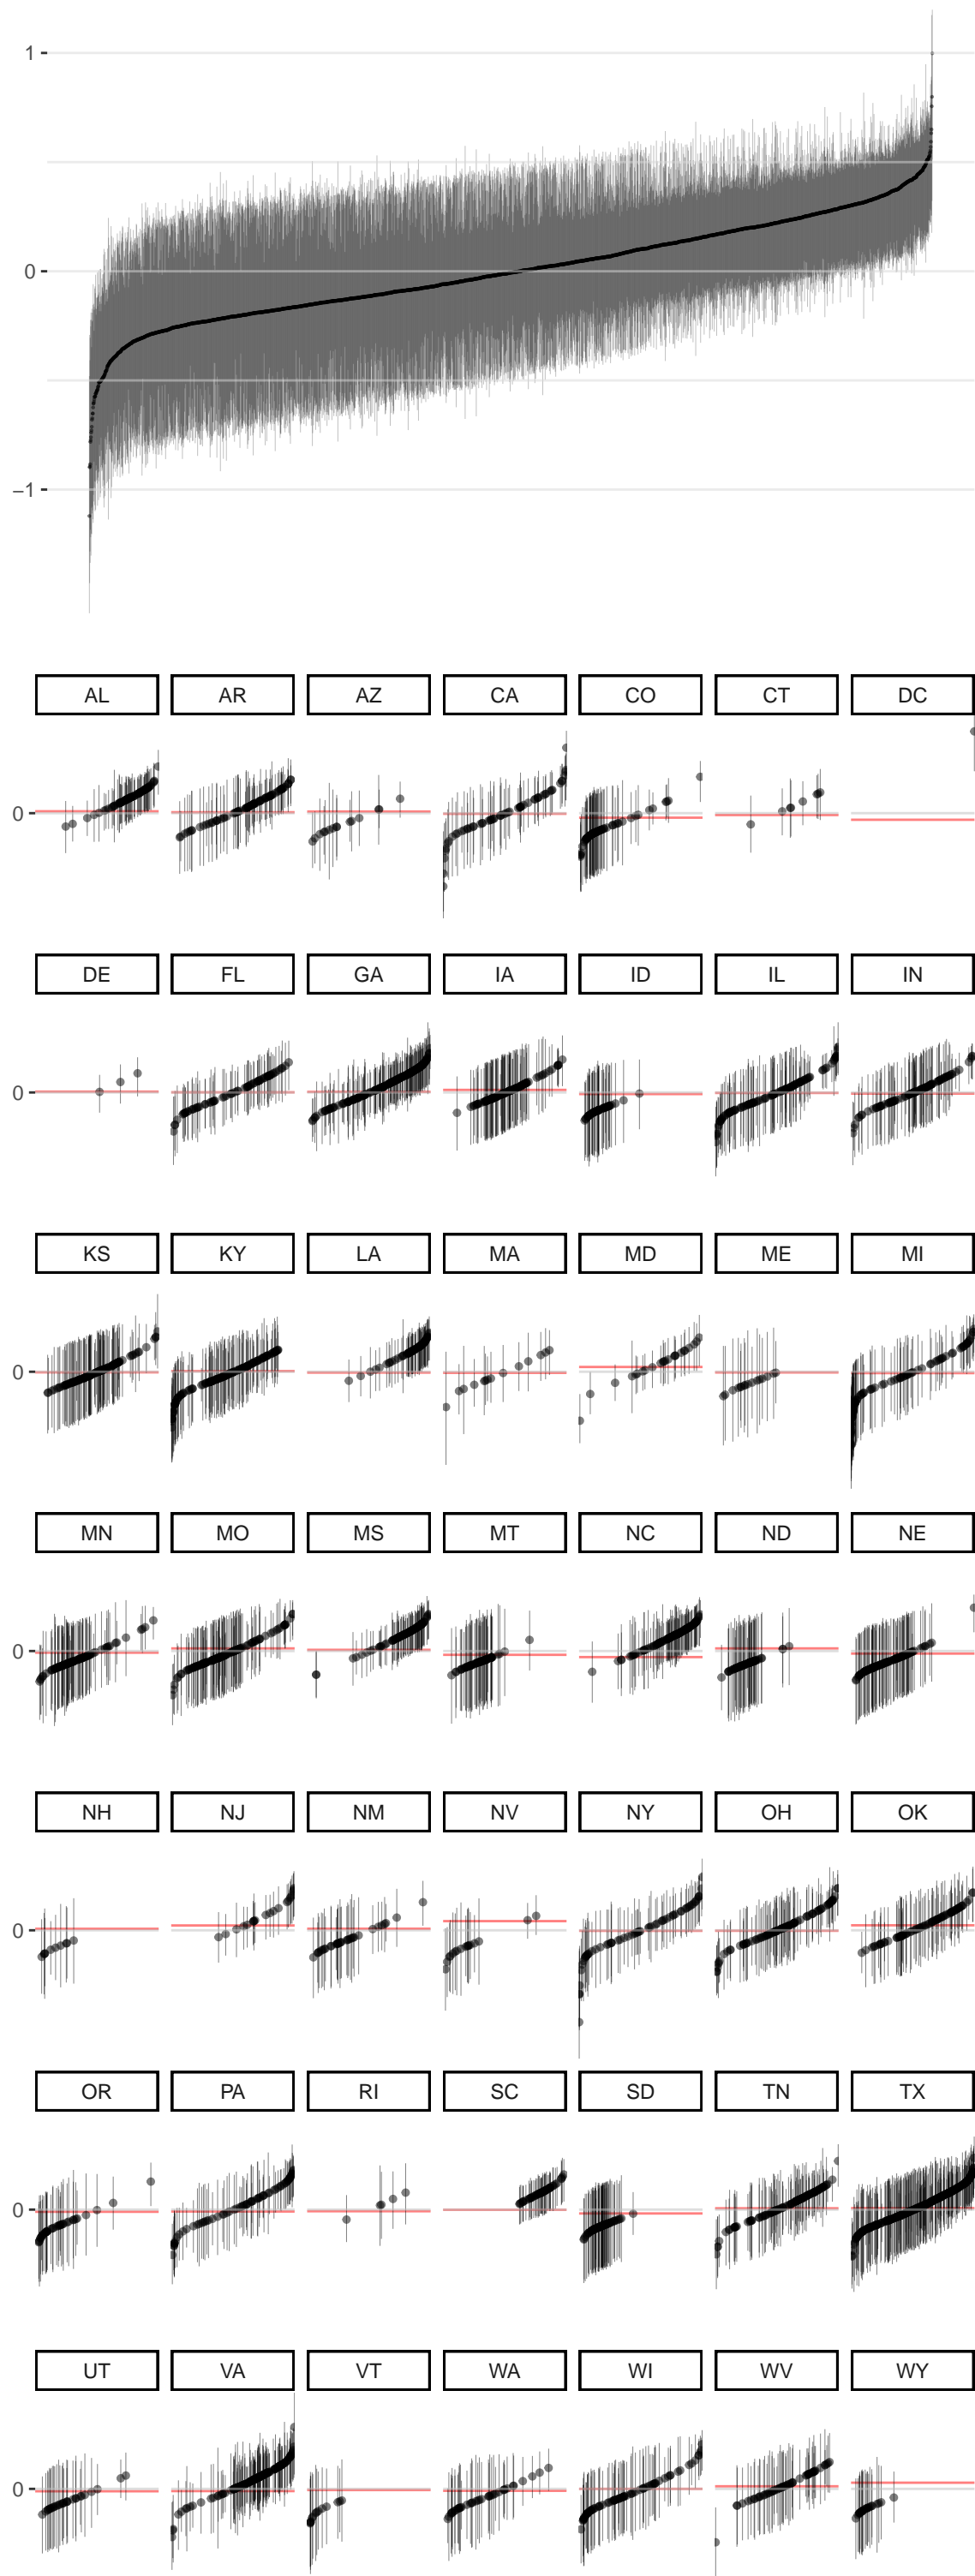 1
0
−1
AL AR AZ CA CO CT DC
0
DE FL GA IA ID IL IN
0
KS KY LA MA MD ME MI
0
MN MO MS MT NC ND NE
0
NH NJ NM NV NY OH OK
0
OR PA RI SC SD TN TX
0
UT VA VT WA WI WV WY
0